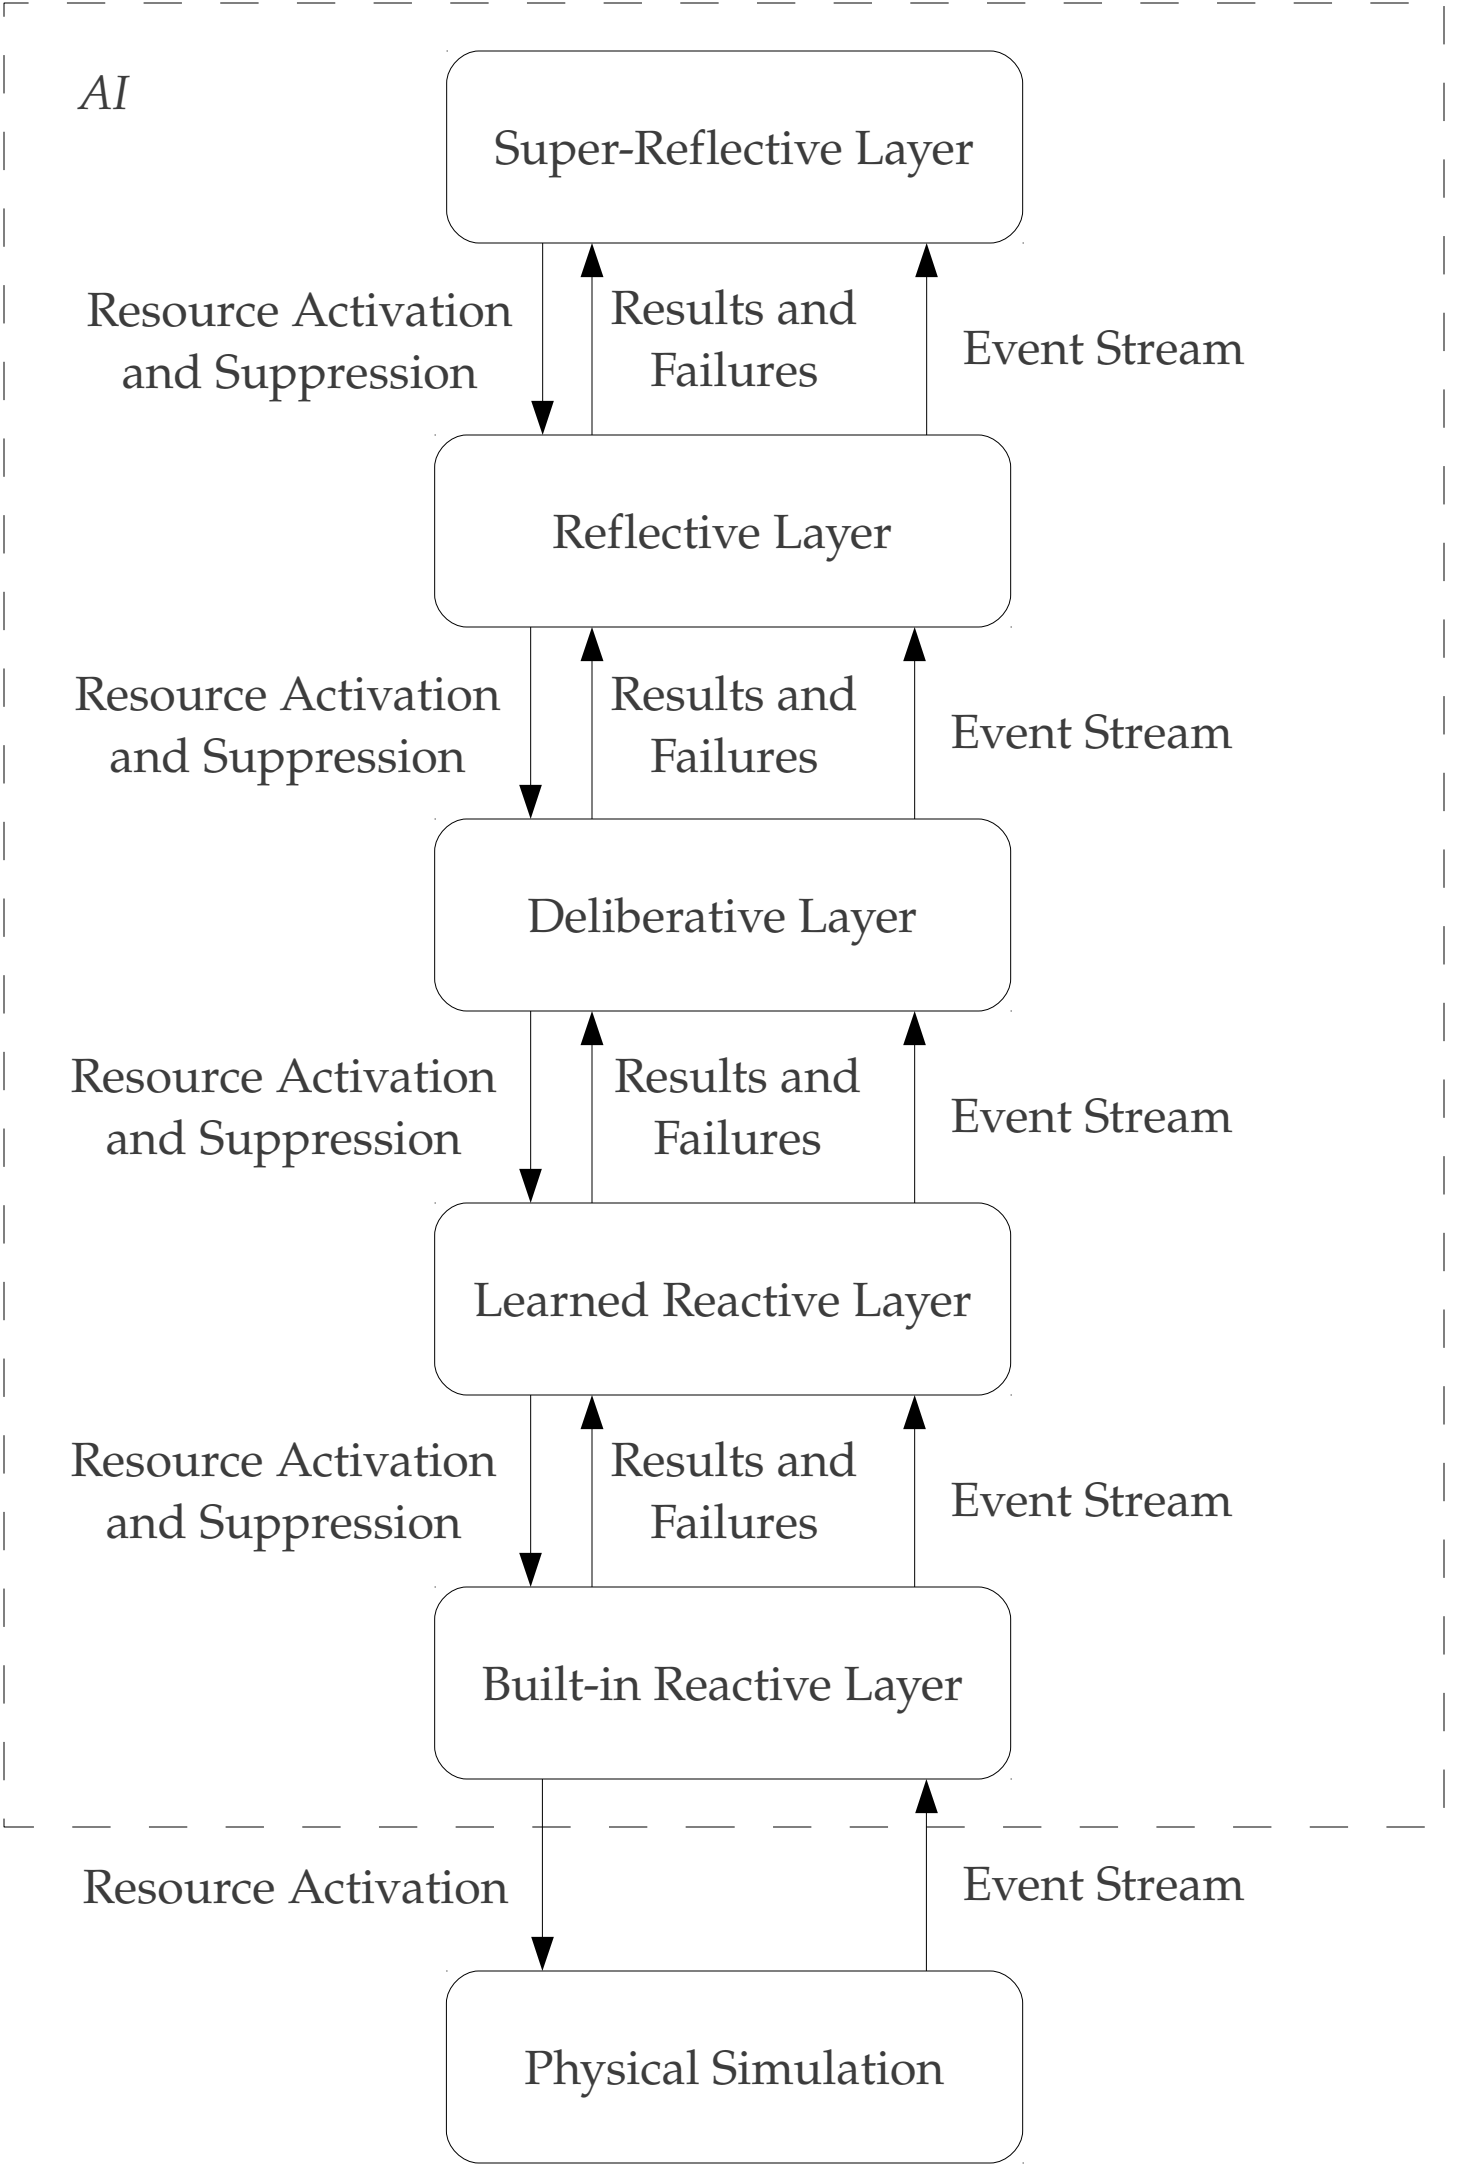 AI
Super-Reflective Layer
Resource Activation
and Suppression
Results and
Failures
Event Stream
Reflective Layer
Resource Activation
and Suppression
Results and
Failures
Event Stream
Deliberative Layer
Resource Activation
and Suppression
Results and
Failures
Event Stream
Learned Reactive Layer
Resource Activation
and Suppression
Results and
Failures
Event Stream
Built-in Reactive Layer
Resource Activation
Event Stream
Physical Simulation